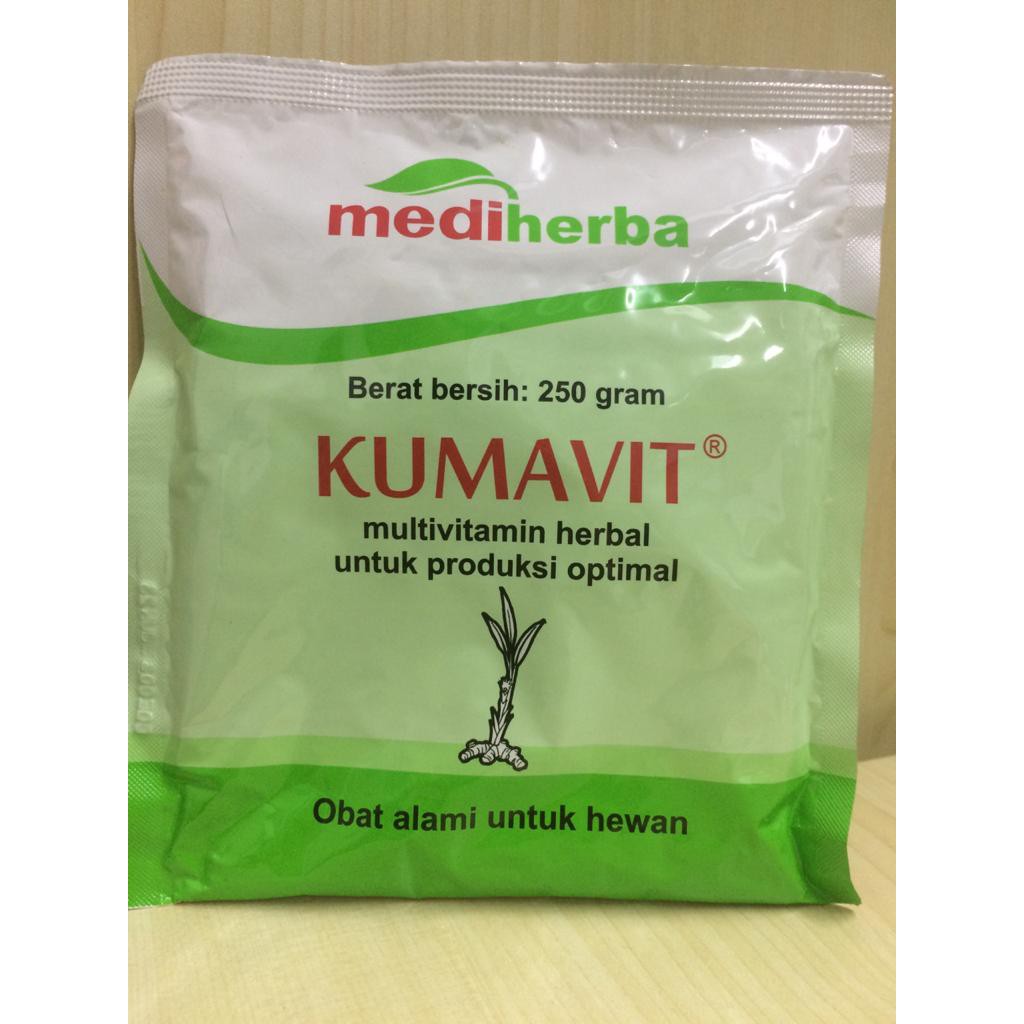 mediherba
Berat bersih: 250 gram
KUMAVIT®
multivitamin herbal
untuk produksi optimal
Obat alami untuk hewan